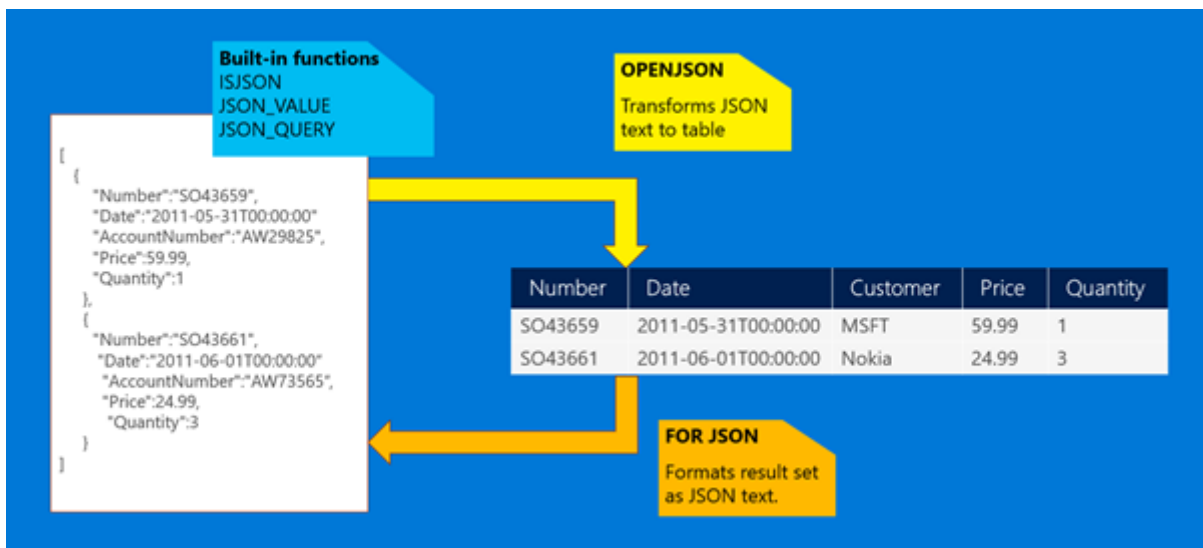 Built-in functions
ISJSON
JSON_VALUE
JSON_QUERY
OPENJSON
Transforms JSON
text to table
[
{
"Number":"SO43659",
"Date":"2011-05-31T00:00:00"
"AccountNumber":"AW29825",
"Price":59.99,
"Quantity":1
},
{
"Number":"SO43661",
"Date":"2011-06-01T00:00:00"
"AccountNumber":"AW73565",
"Price":24.99,
"Quantity":3
}
]
Number Date Customer Price Quantity
SO43659 2011-05-31T00:00:00 MSFT 59.99 1
SO43661 2011-06-01T00:00:00 Nokia 24.99 3
FOR JSON
Formats result set
as JSON text.